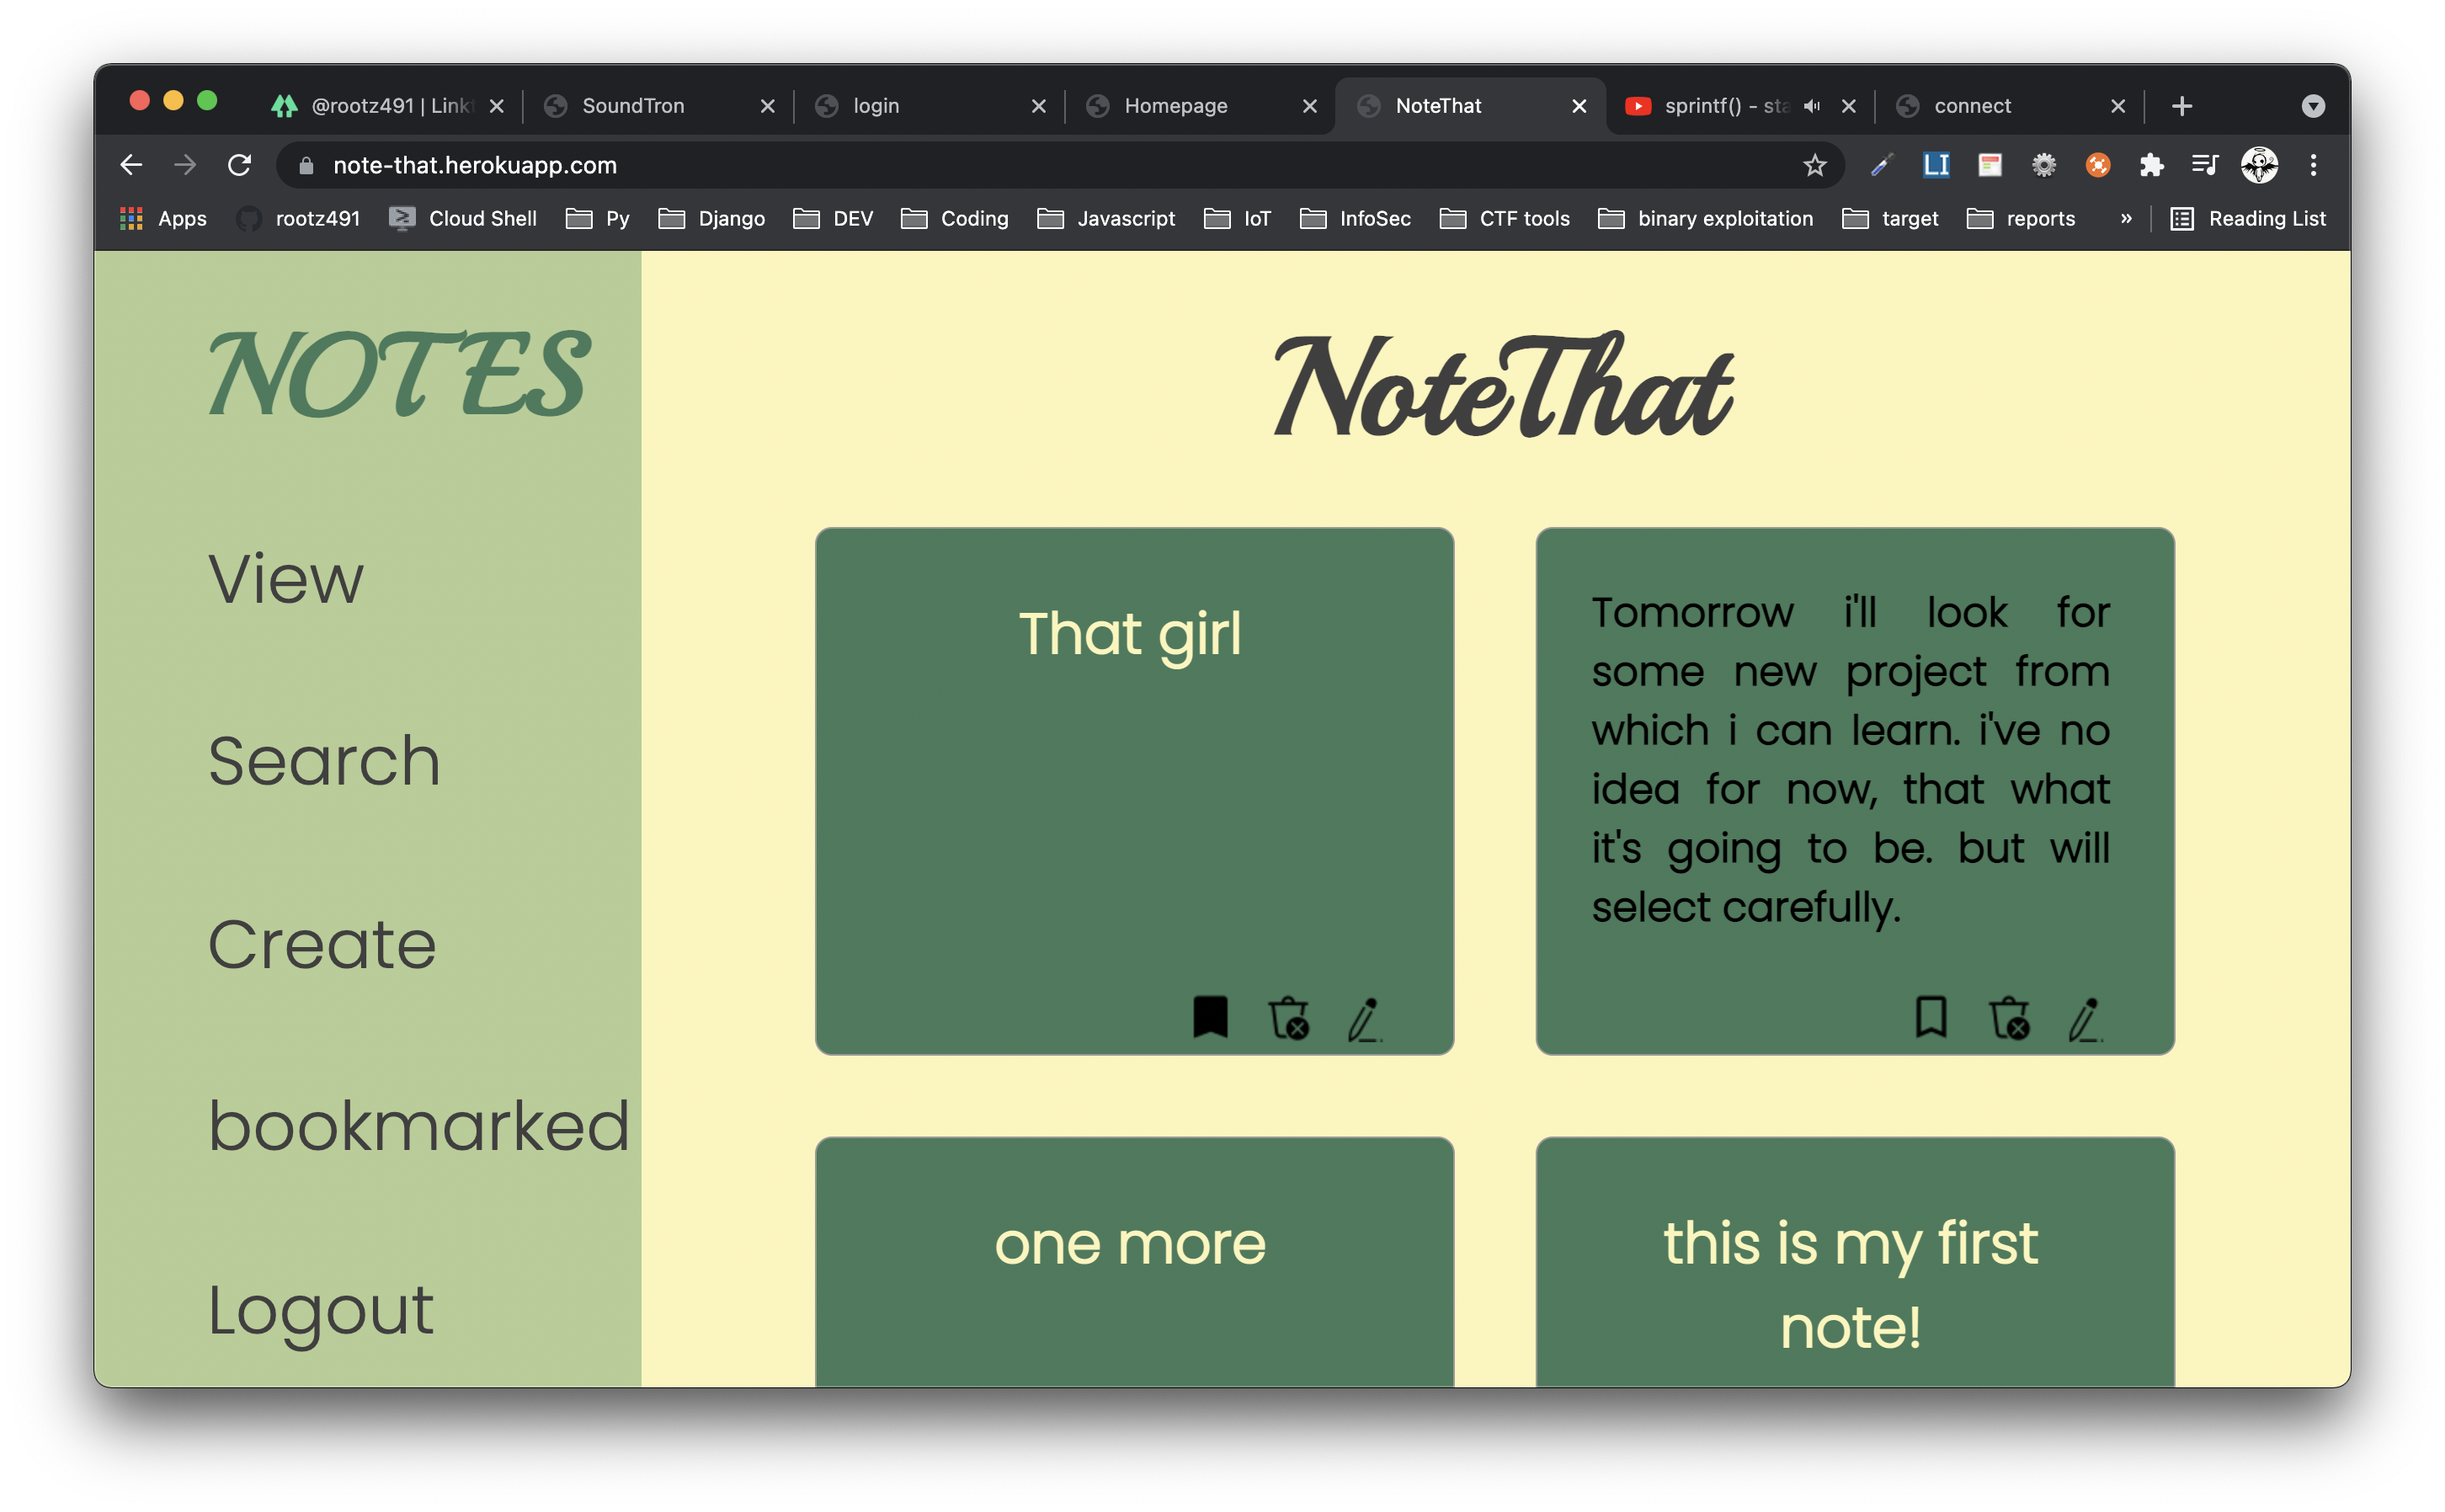 @rootz491 | Link
SoundTron
login
Homepage
NoteThat
sprintf() - sta
connect
note-that.herokuapp.com
LI
Apps
rootz491
Cloud Shell
Py
Django
DEV
Coding
Javascript
IoT
InfoSec
CTF tools
binary exploitation
target
reports
»
Reading List
NOTES
View
Search
Create
bookmarked
Logout
NoteThat
That girl
Tomorrow i'll look for
some new project from
which i can learn. i've no
idea for now, that what
it's going to be. but will
select carefully.
one more
this is my first
note!